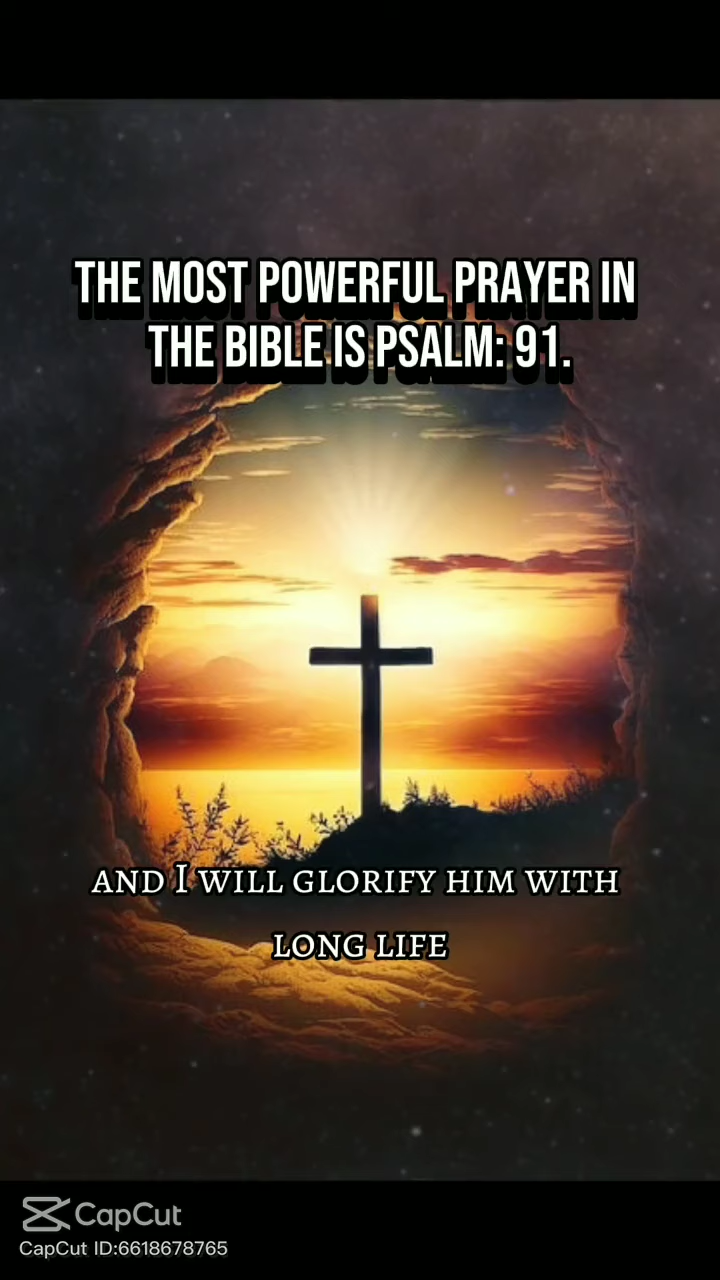 THE MOST POWERFUL PRAYER IN
THE BIBLE IS PSALM: 91.
AND I WILL GLORIFY HIM WITH
LONG LIFE
CapCut
CapCut ID:6618678765